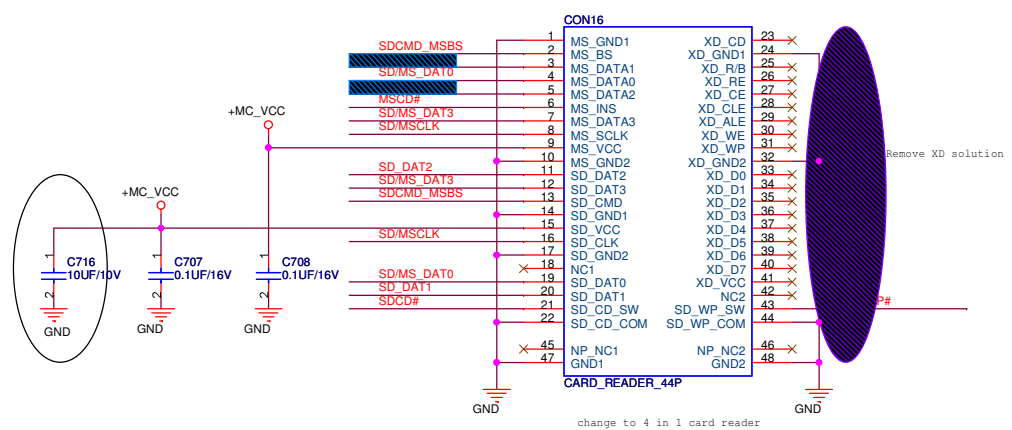 CON16
SDCMD_MSBS
SD/MS_DAT0
MSCD#
SD/MS_DAT3
SD/MSCLK
+MC_VCC
SD_DAT2
SD/MS_DAT3
SDCMD_MSBS
+MC_VCC
SD/MSCLK
SD/MS_DAT0
SD_DAT1
SDCD#
1 MS_GND1
2 MS_BS
3 MS_DATA1
4 MS_DATA0
5 MS_DATA2
6 MS_INS
7 MS_DATA3
8 MS_SCLK
9 MS_VCC
10 MS_GND2
11 SD_DAT2
12 SD_DAT3
13 SD_CMD
14 SD_GND1
15 SD_VCC
16 SD_CLK
17 SD_GND2
18 NC1
19 SD_DAT0
20 SD_DAT1
21 SD_CD_SW
22 SD_CD_COM
45 NP_NC1
47 GND1
XD_CD 23
XD_GND1 24
XD_R/B 25
XD_RE 26
XD_CE 27
XD_CLE 28
XD_ALE 29
XD_WE 30
XD_WP 31
XD_GND2 32
XD_D0 33
XD_D1 34
XD_D2 35
XD_D3 36
XD_D4 37
XD_D5 38
XD_D6 39
XD_D7 40
XD_VCC 41
NC2 42
SD_WP_SW 43
SD_WP_COM 44
NP_NC2 46
GND2 48
P#
Remove XD solution
1
C716
10UF/10V
2
GND
1
C707
0.1UF/16V
2
GND
1
C708
0.1UF/16V
2
GND
CARD_READER_44P
GND
GND
change to 4 in 1 card reader